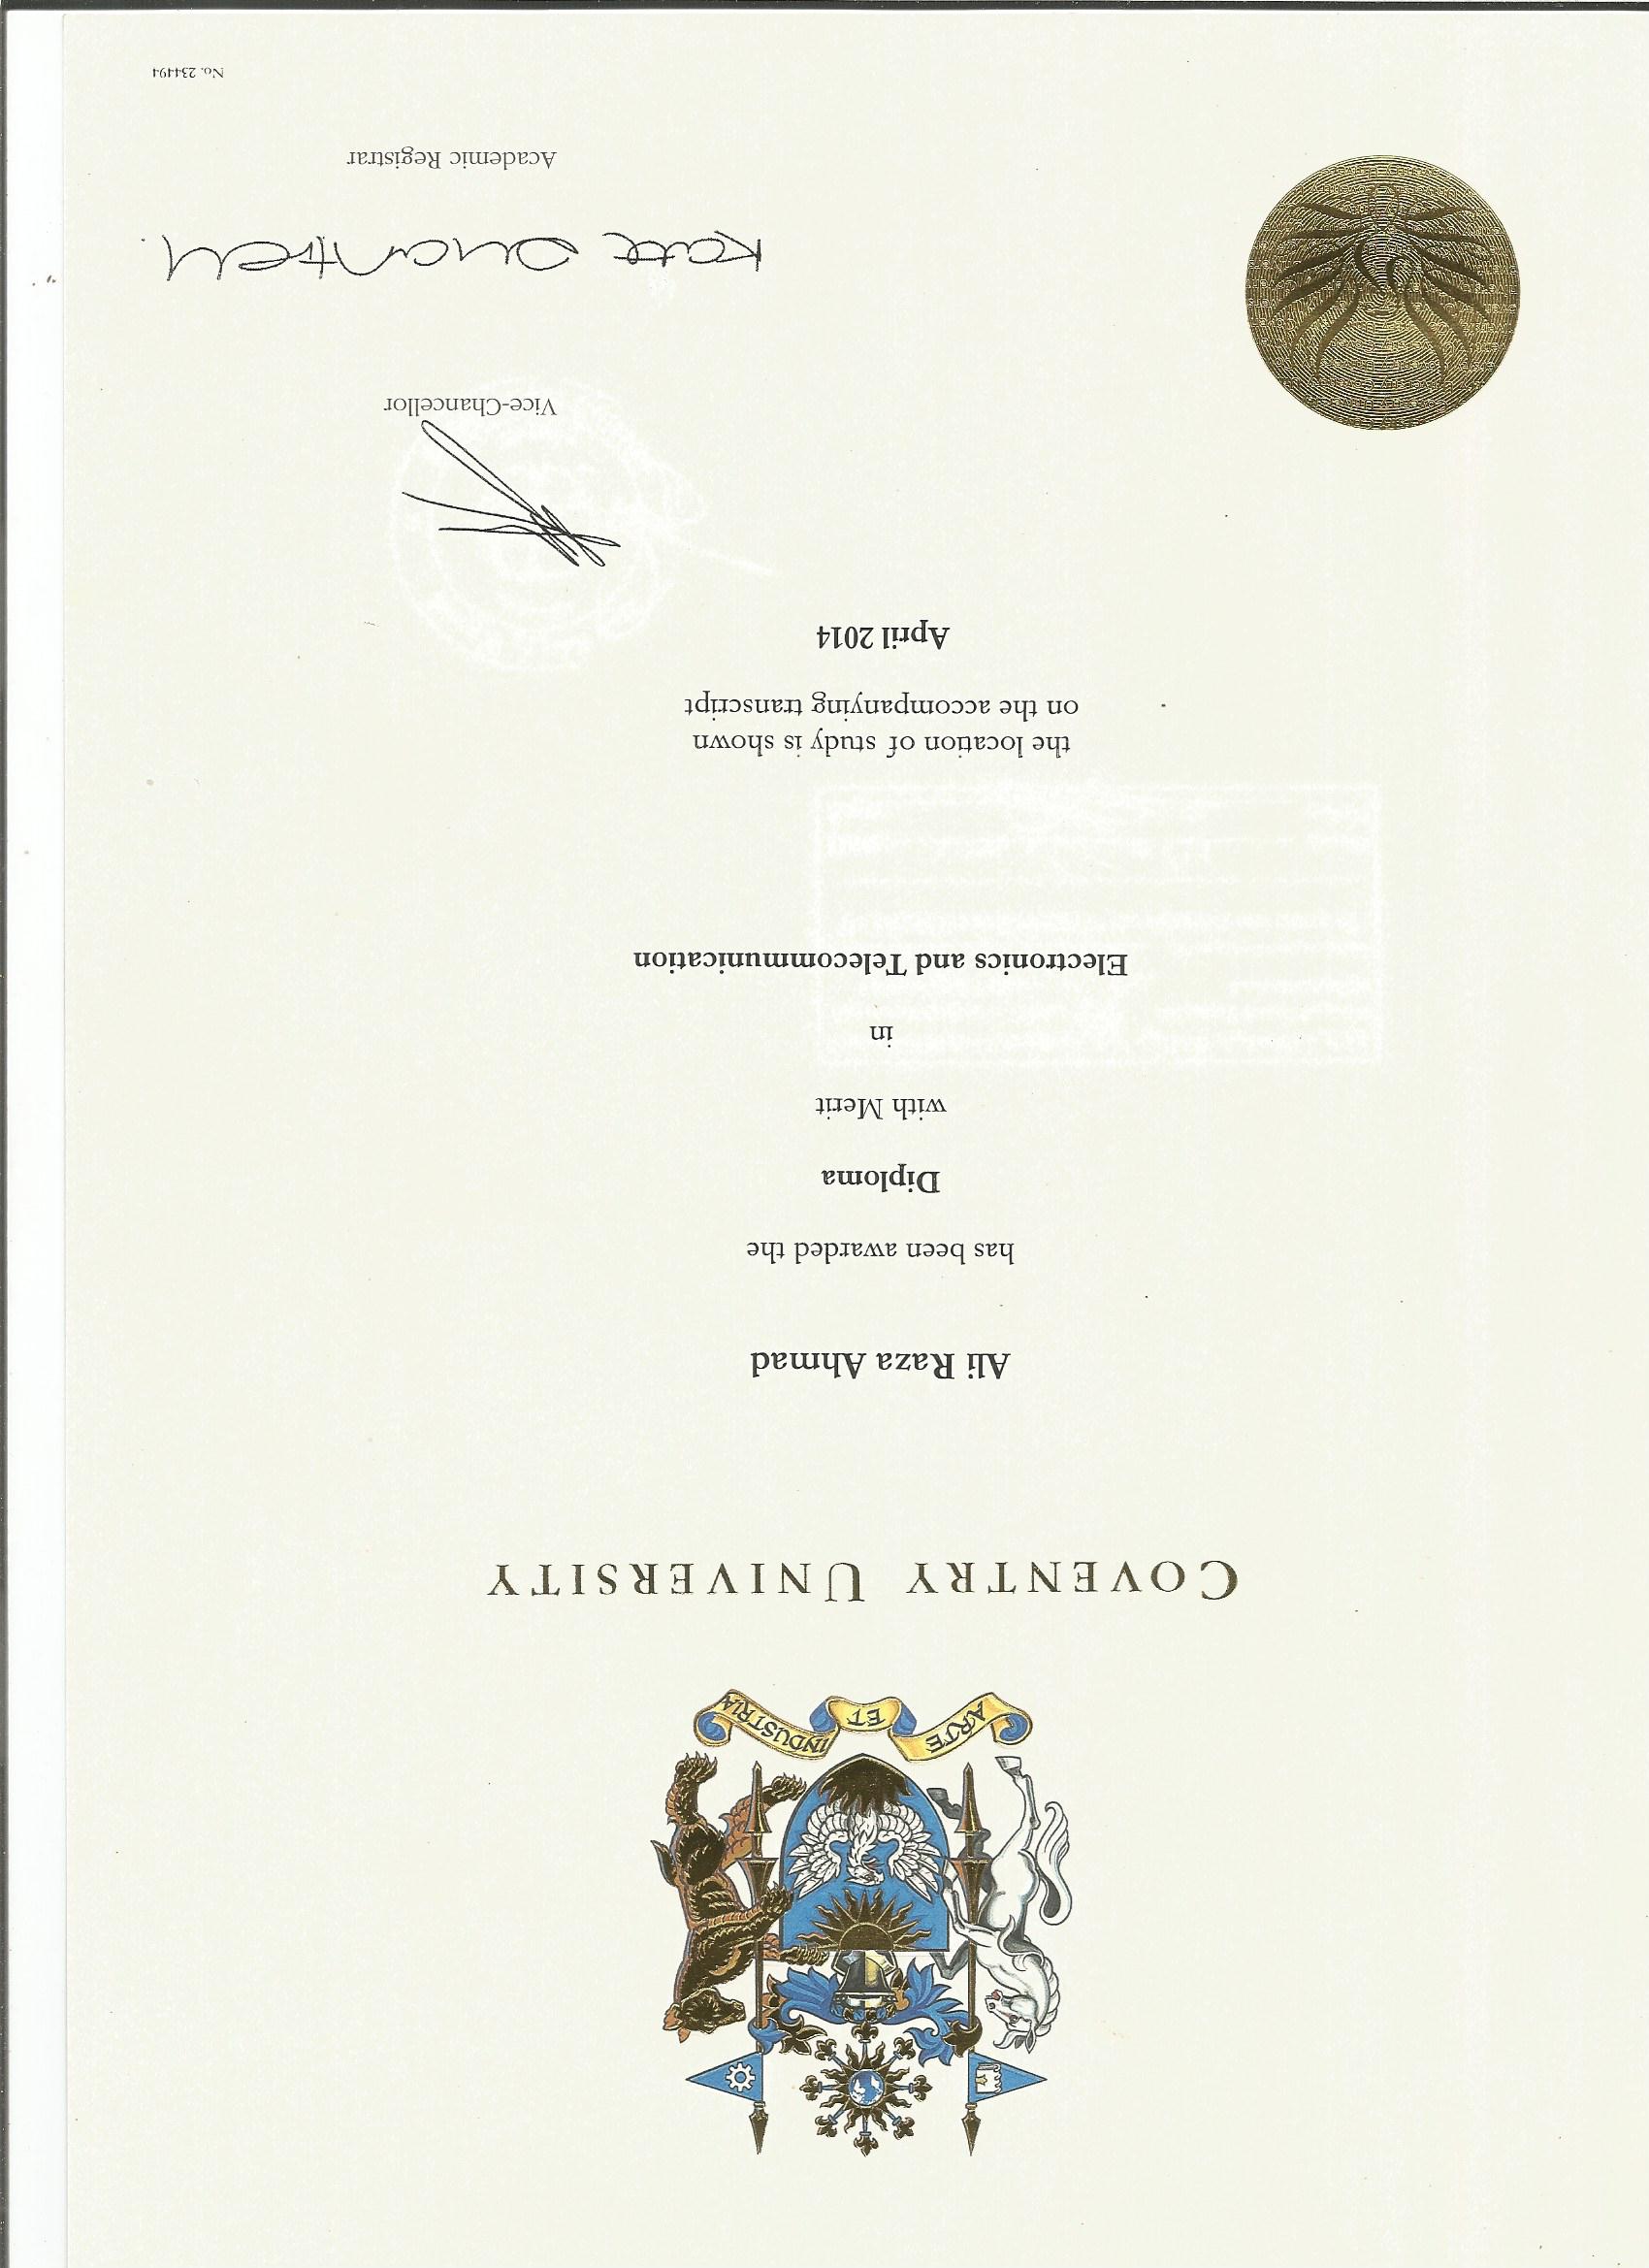 ARTE ET INDUSTRIA
COVENTRY UNIVERSITY
Ali Raza Ahmad
has been awarded the
Diploma
with Merit
in
Electronics and Telecommunication
the location of study is shown
on the accompanying transcript
April 2014
Vice-Chancellor
Kate Quantrell
Academic Registrar
No. 234494